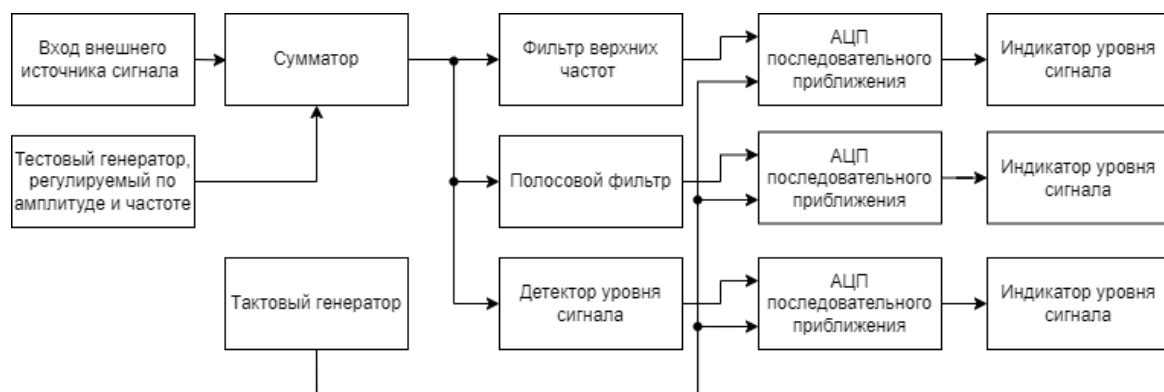 Вход внешнего
источника сигнала
Сумматор
Фильтр верхних
частот
АЦП
последовательного
приближения
Индикатор уровня
сигнала
Тестовый генератор,
регулируемый по
амплитуде и частоте
Полосовой фильтр
АЦП
последовательного
приближения
Индикатор уровня
сигнала
Тактовый генератор
Детектор уровня
сигнала
АЦП
последовательного
приближения
Индикатор уровня
сигнала